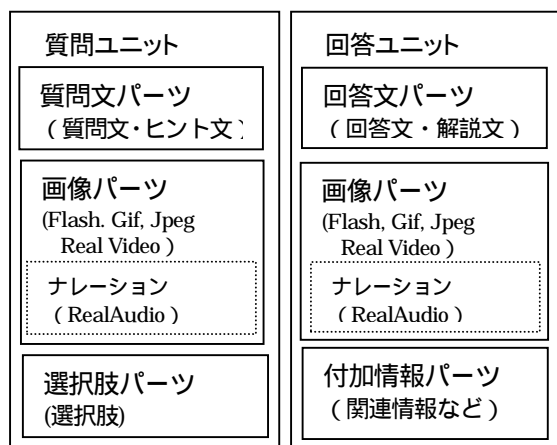 質問ユニット
質問文パーツ
（質問文・ヒント文）
画像パーツ
(Flash. Gif, Jpeg
Real Video）
ナレーション
（RealAudio）
選択肢パーツ
(選択肢)
回答ユニット
回答文パーツ
（回答文・解説文）
画像パーツ
(Flash, Gif, Jpeg
Real Video）
ナレーション
（RealAudio）
付加情報パーツ
（関連情報など）